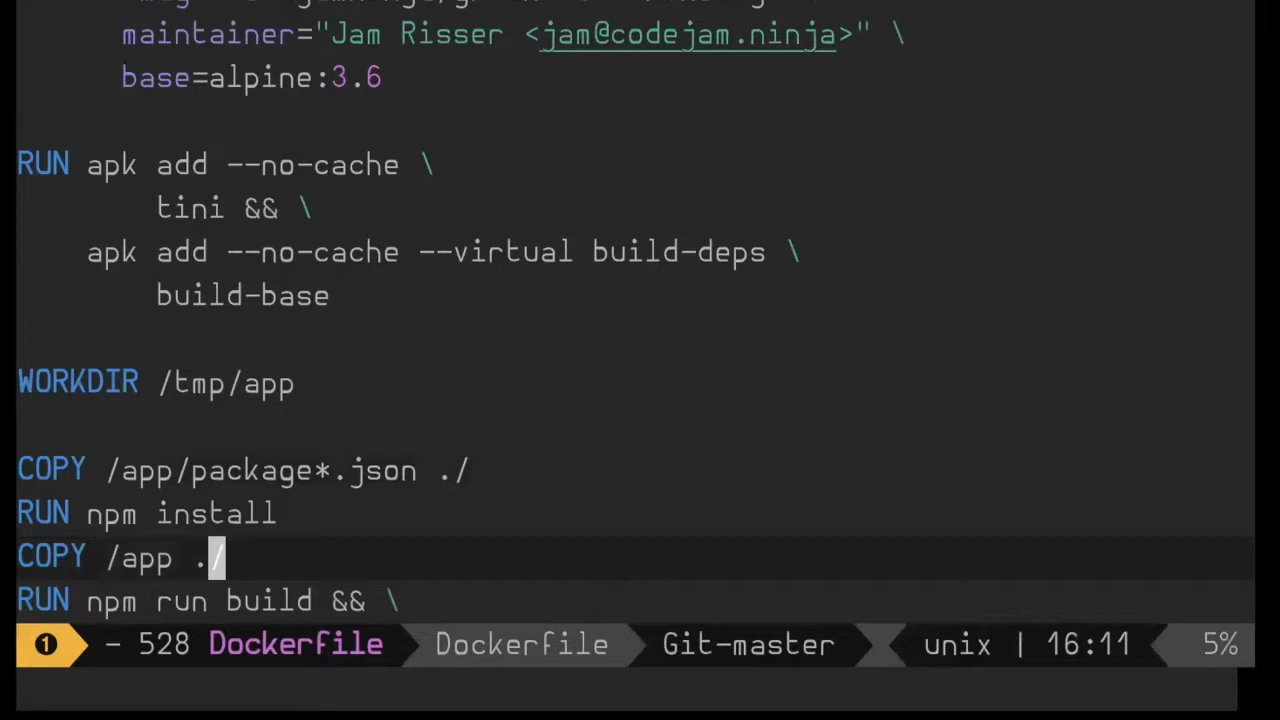 maintainer="Jam Risser <jam@codejam.ninja>" \
base=alpine:3.6
RUN apk add --no-cache \
tini && \
apk add --no-cache --virtual build-deps \
build-base
WORKDIR /tmp/app
COPY /app/package*.json ./
RUN npm install
COPY /app ./
RUN npm run build && \
1 - 528 Dockerfile Dockerfile Git-master unix | 16:11 5%